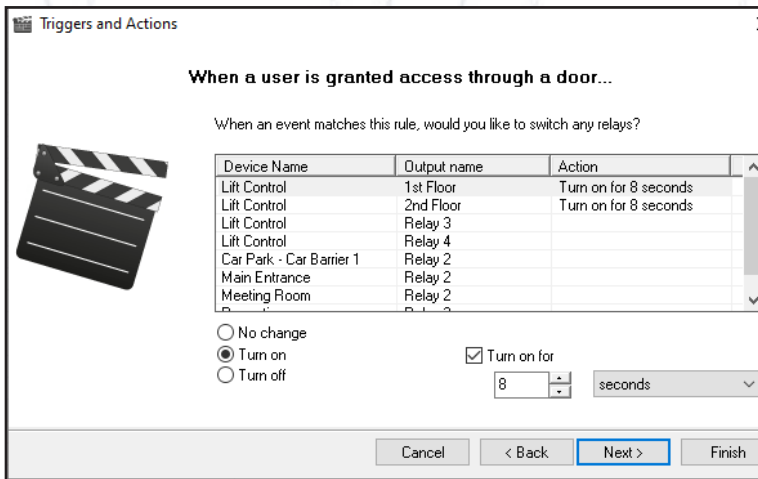 Triggers and Actions
When a user is granted access through a door...
When an event matches this rule, would you like to switch any relays?
Device Name Output name Action
Lift Control 1st Floor Turn on for 8 seconds
Lift Control 2nd Floor Turn on for 8 seconds
Lift Control Relay 3
Lift Control Relay 4
Car Park - Car Barrier 1 Relay 2
Main Entrance Relay 2
Meeting Room Relay 2
No change
Turn on Turn on for
Turn off 8 seconds
Cancel < Back Next > Finish